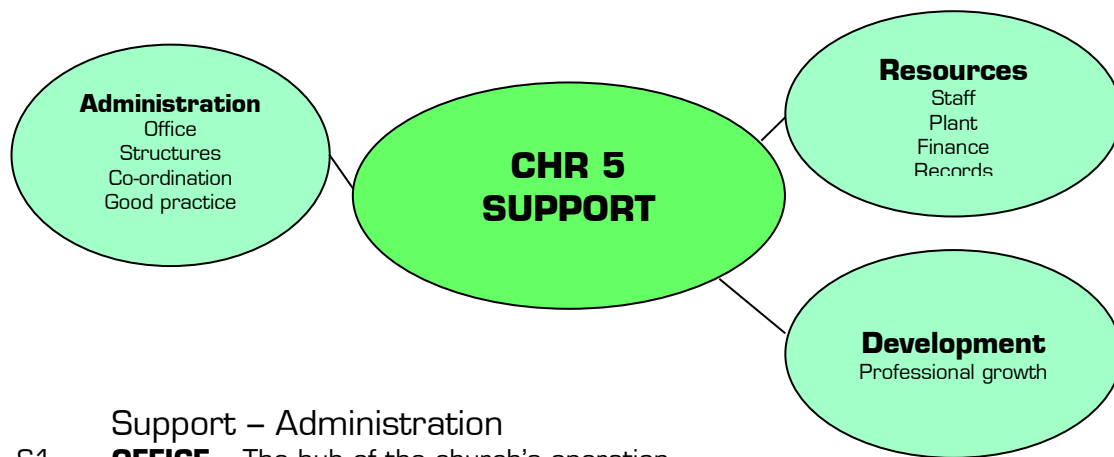 Administration
Office
Structures
Co-ordination
Good practice
CHR 5
SUPPORT
Resources
Staff
Plant
Finance
Records
Development
Professional growth
Support – Administration
S1 OFFICE – The hub of the church's operation